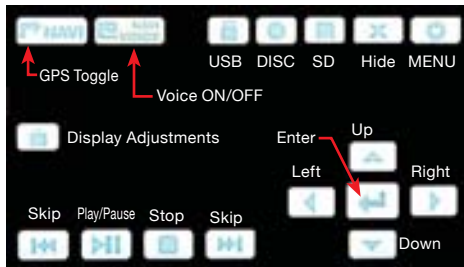 NAVI
USB DISC SD Hide MENU
GPS Toggle
Voice ON/OFF
Display Adjustments
Enter
Up
Left
Right
Skip Play/Pause Stop Skip
Down